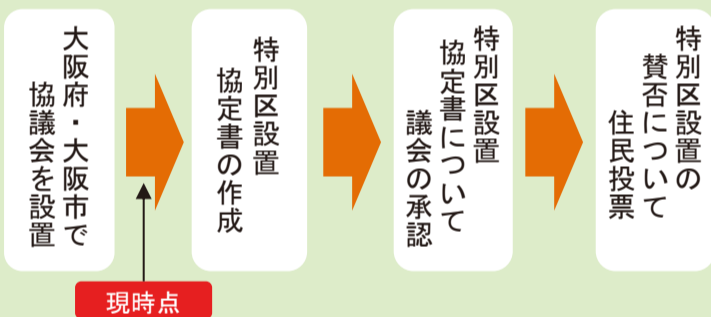 大阪府・大阪市で
協議会を設置
特別区設置
協定書の作成
特別区設置
協定書について
議会の承認
特別区設置の
賛否について
住民投票
現時点